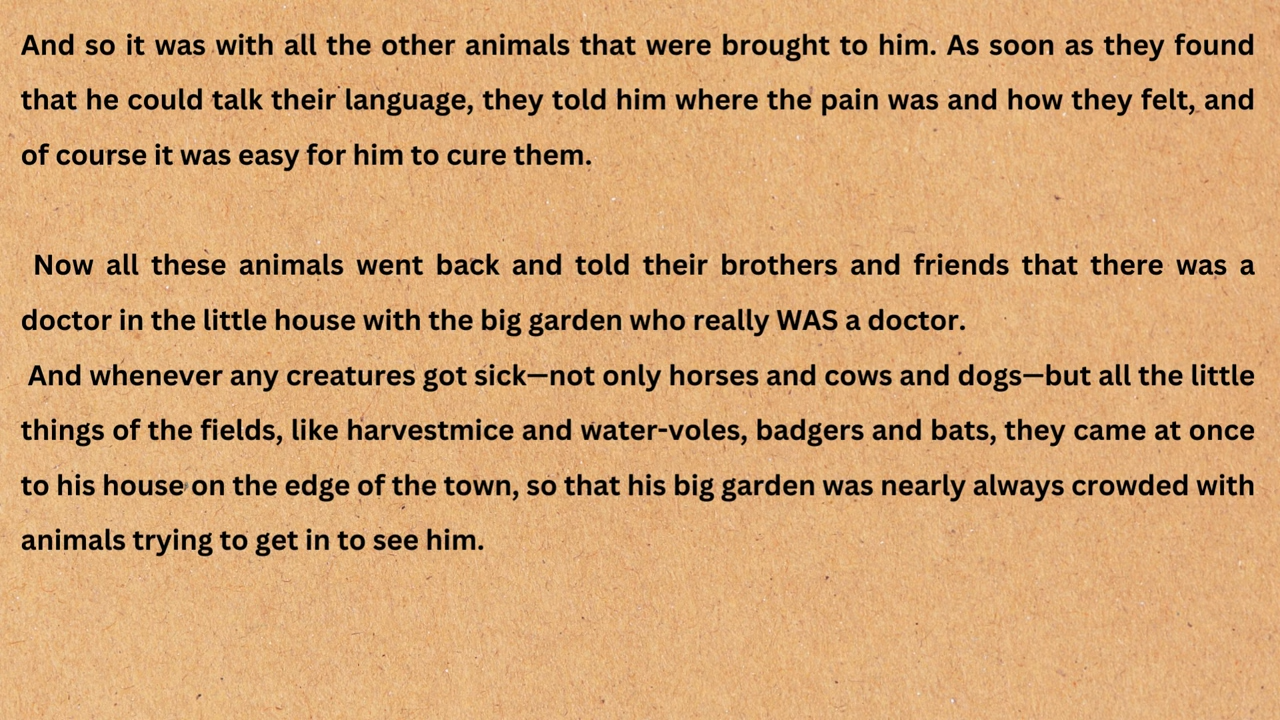 And so it was with all the other animals that were brought to him. As soon as they found
that he could talk their language, they told him where the pain was and how they felt, and
of course it was easy for him to cure them.
Now all these animals went back and told their brothers and friends that there was a
doctor in the little house with the big garden who really WAS a doctor.
And whenever any creatures got sick—not only horses and cows and dogs—but all the little
things of the fields, like harvestmice and water-voles, badgers and bats, they came at once
to his house on the edge of the town, so that his big garden was nearly always crowded with
animals trying to get in to see him.